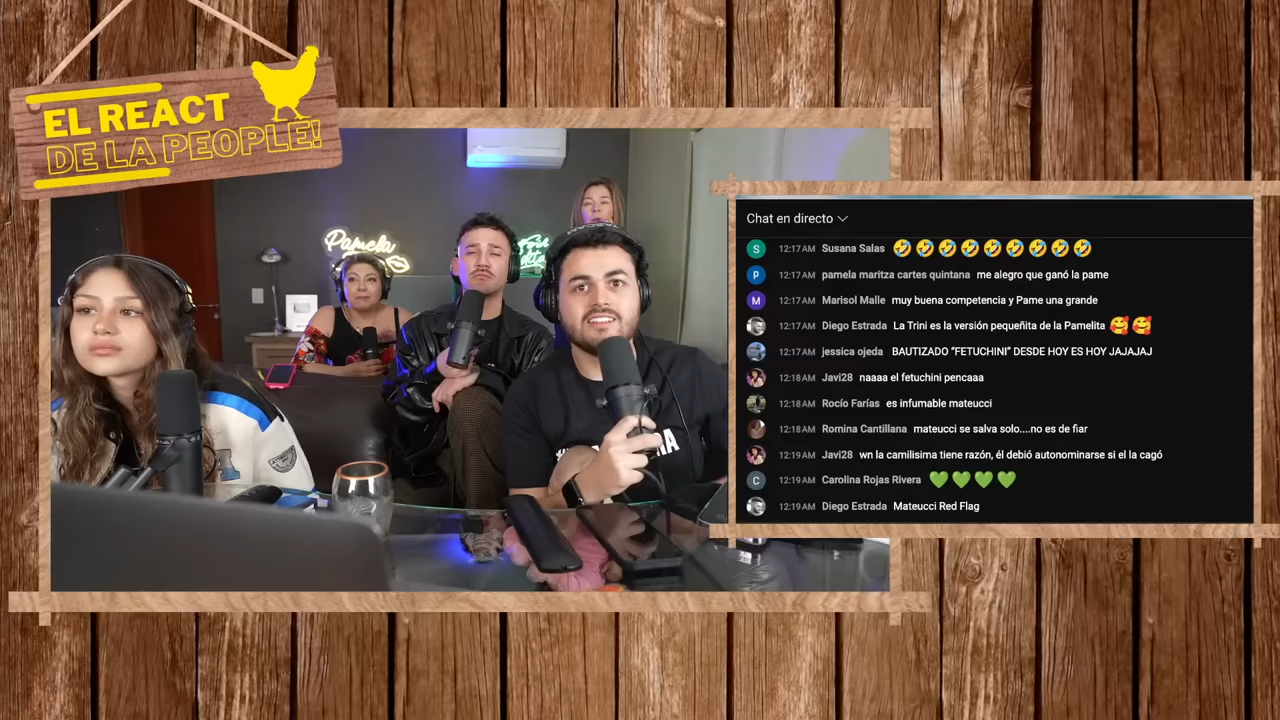 EL REACT
DE LA PEOPLE!
Pamela
Chat en directo
S 12:17AM Susana Salas 🤣🤣🤣🤣🤣🤣🤣🤣🤣
P 12:17AM pamela maritza cartes quintana me alegro que ganó la pame
M 12:17AM Marisol Malle muy buena competencia y Pame una grande
12:17AM Diego Estrada La Trini es la versión pequeñita de la Pamelita 🥰🥰
12:17AM jessica ojeda BAUTIZADO “FETUCHINI” DESDE HOY ES HOY JAJAJAJ
12:18AM Javi28 naaaa el fetuchini pencaaa
12:18AM Rocío Farías es infumable mateucci
12:18AM Romina Cantillana mateucci se salva solo....no es de fiar
12:19AM Javi28 wn la camilisima tiene razón, él debió autonominarse si el la cagó
C 12:19AM Carolina Rojas Rivera 💚💚💚💚
12:19AM Diego Estrada Mateucci Red Flag